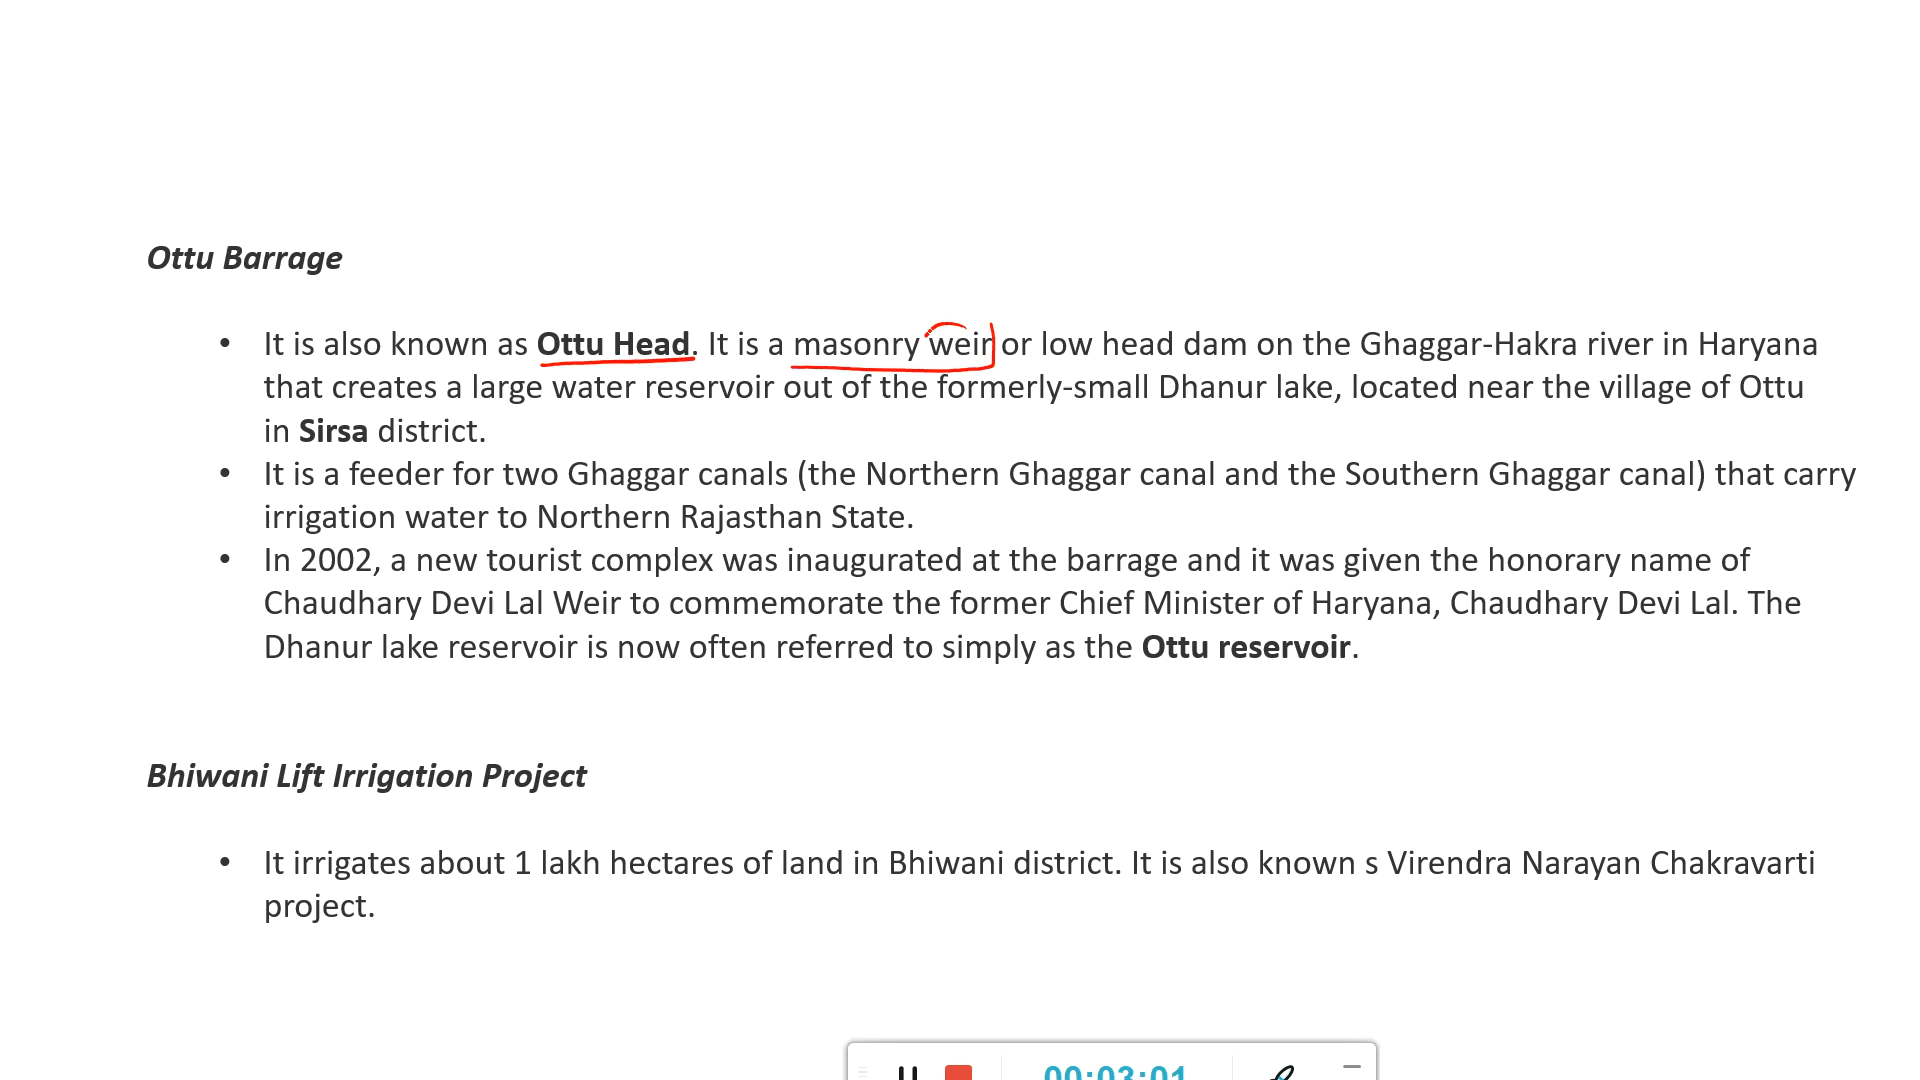 Ottu Barrage
• It is also known as Ottu Head. It is a masonry weir or low head dam on the Ghaggar-Hakra river in Haryana
that creates a large water reservoir out of the formerly-small Dhanur lake, located near the village of Ottu
in Sirsa district.
• It is a feeder for two Ghaggar canals (the Northern Ghaggar canal and the Southern Ghaggar canal) that carry
irrigation water to Northern Rajasthan State.
• In 2002, a new tourist complex was inaugurated at the barrage and it was given the honorary name of
Chaudhary Devi Lal Weir to commemorate the former Chief Minister of Haryana, Chaudhary Devi Lal. The
Dhanur lake reservoir is now often referred to simply as the Ottu reservoir.
Bhiwani Lift Irrigation Project
• It irrigates about 1 lakh hectares of land in Bhiwani district. It is also known s Virendra Narayan Chakravarti
project.
00:03:01